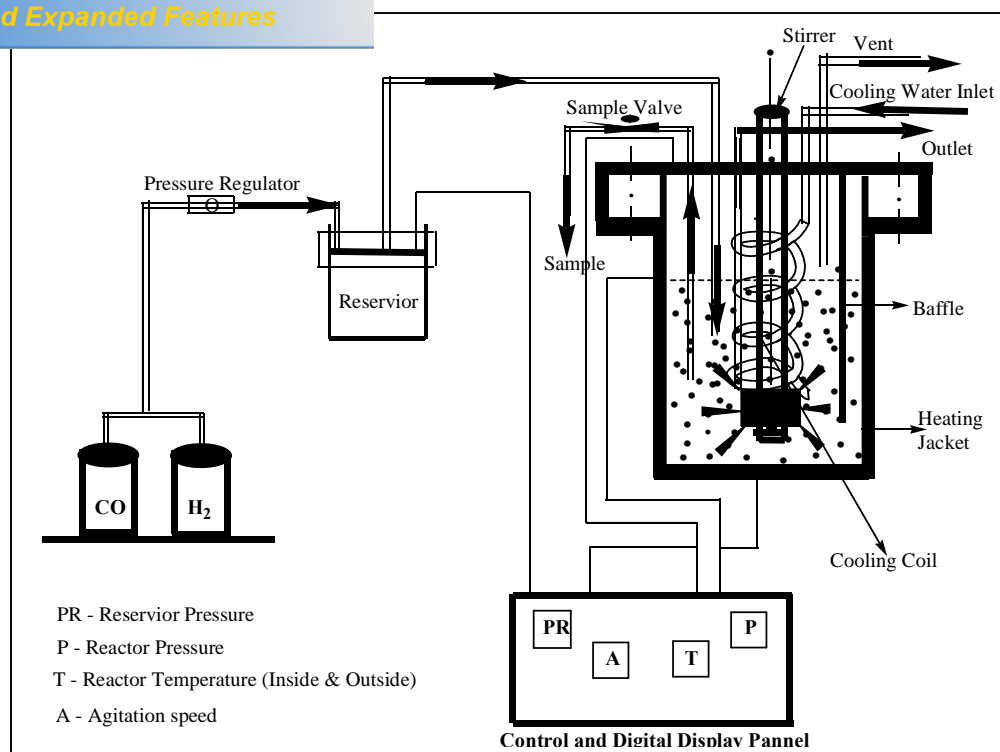 d Expanded Features
Stirrer
Vent
Cooling Water Inlet
Sample Valve
Outlet
Pressure Regulator
Sample
Reservior
Baffle
Heating
Jacket
CO
H₂
Cooling Coil
PR - Reservior Pressure
P - Reactor Pressure
T - Reactor Temperature (Inside & Outside)
A - Agitation speed
PR
P
A
T
Control and Digital Display Pannel